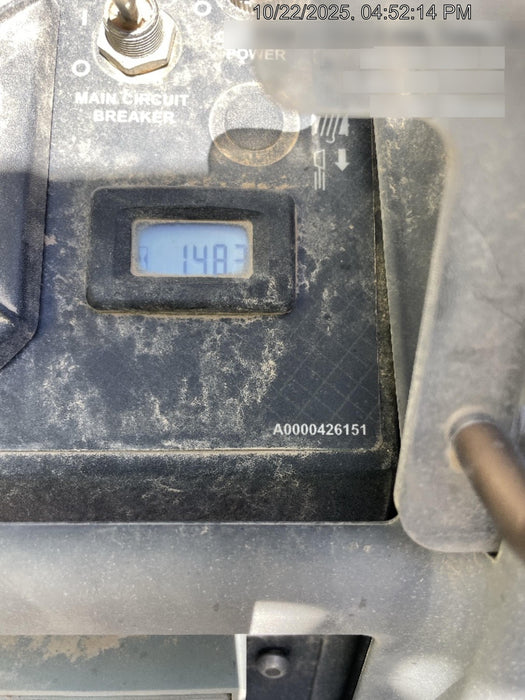 10/22/2025, 04:52:14 PM
POWER
MAIN CIRCUIT
BREAKER
1483
A0000426151